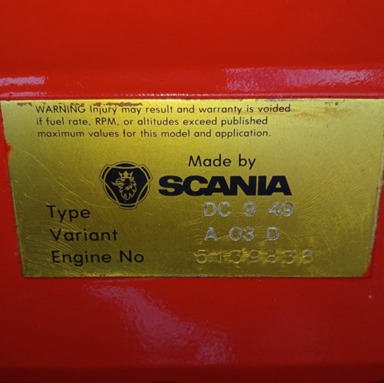 WARNING Injury may result and warranty is voided
if fuel rate, RPM, or altitudes exceed published
maximum values for this model and application.
Made by
SCANIA
Type DC 9 49
Variant A 03 D
Engine No 5139838